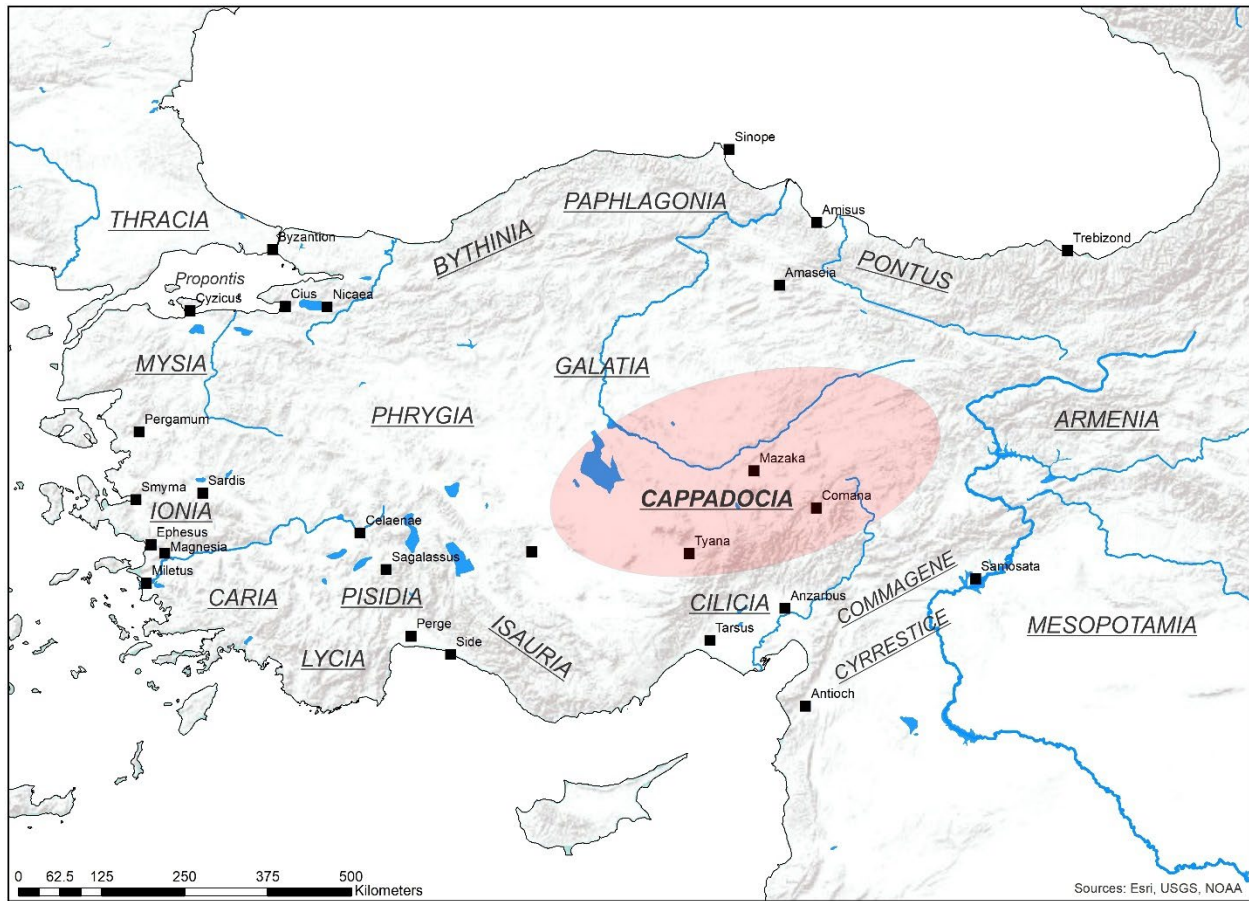 Sinope
PAPHLAGONIA
THRACIA
Amisus
Byzantion
BYTHINIA
Trebizond
PONTUS
Propontis
Amaseia
Cyzicus
Cius
Nicaea
MYSIA
GALATIA
PHRYGIA
ARMENIA
Pergamum
Mazaka
Smyrna
Sardis
CAPPADOCIA
IONIA
Comana
Ephesus
Celaenae
Magnesia
Tyana
Miletus
Sagalassus
COMMAGENE
Samosata
CARIA
PISIDIA
CILICIA
Anzarbus
MESOPOTAMIA
Perge
ISAURIA
Tarsus
CYRRESTICE
LYCIA
Side
Antioch
0 62.5 125 250 375 500
Kilometers
Sources: Esri, USGS, NOAA